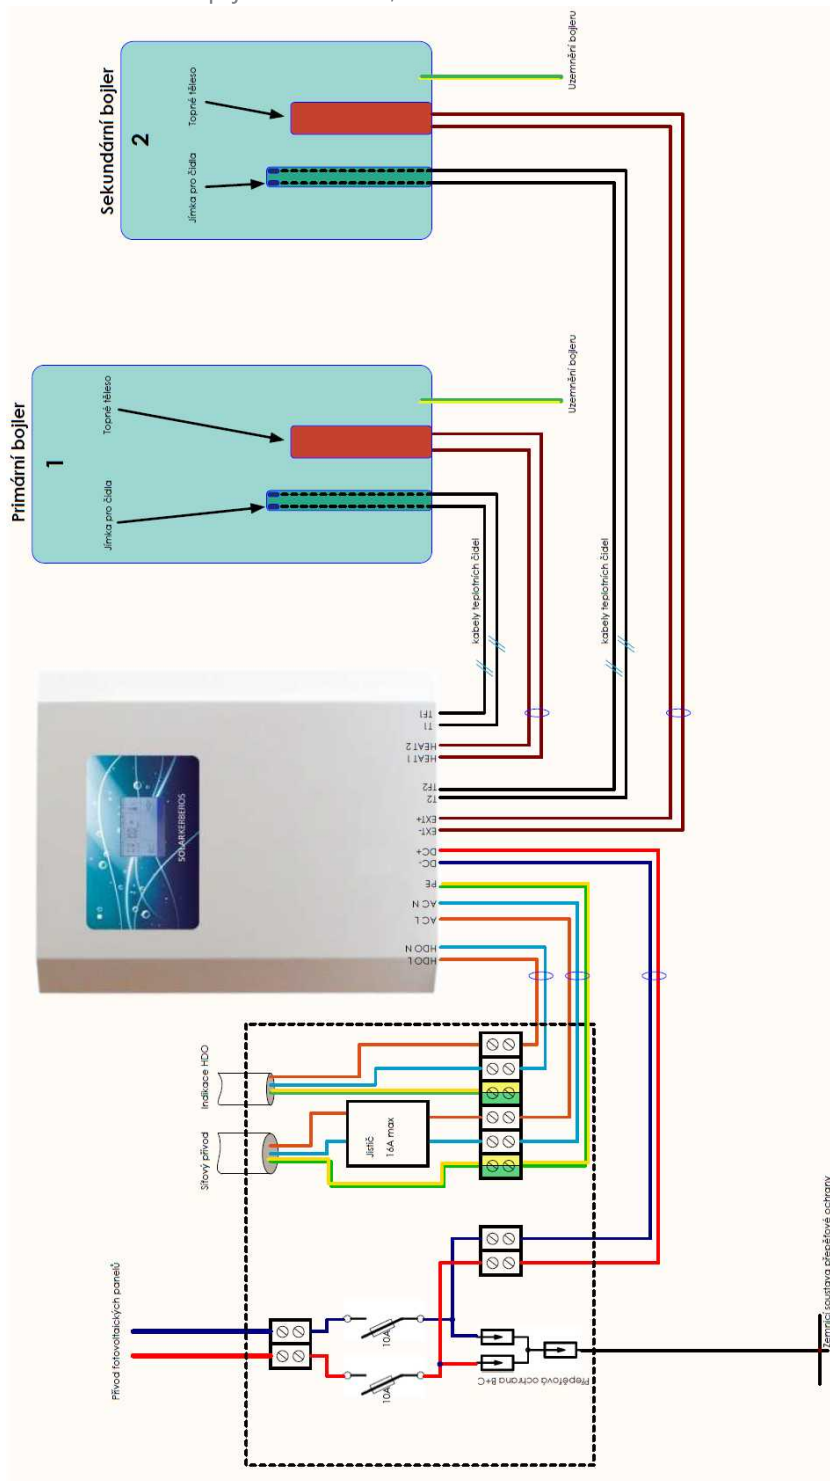 Sekundární bojler
2
Topné těleso
Jímka pro čidla
Uzemnění bojleru
Primární bojler
1
Topné těleso
Jímka pro čidla
Uzemnění bojleru
kabely teplotních čidel
kabely teplotních čidel
SOLAR KERBEROS
TF1
T1
HEAT 2
HEAT 1
TF2
T2
EXT+
EXT-
DC+
DC-
PE
AC N
AC L
HDO N
HDO L
Indikace HDO
Síťový přívod
Jistič
16A max
Přívod fotovoltaických panelů
10A
10A
Přepěťová ochrana B+C
Zemnící soustava přepěťové ochrany